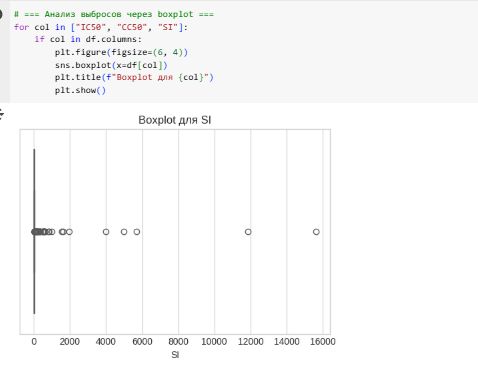 # === Анализ выбросов через boxplot ===
for col in ["IC50", "CC50", "SI"]:
    if col in df.columns:
        plt.figure(figsize=(6, 4))
        sns.boxplot(x=df[col])
        plt.title(f"Boxplot для {col}")
        plt.show()
Boxplot для SI
0 2000 4000 6000 8000 10000 12000 14000 16000
SI